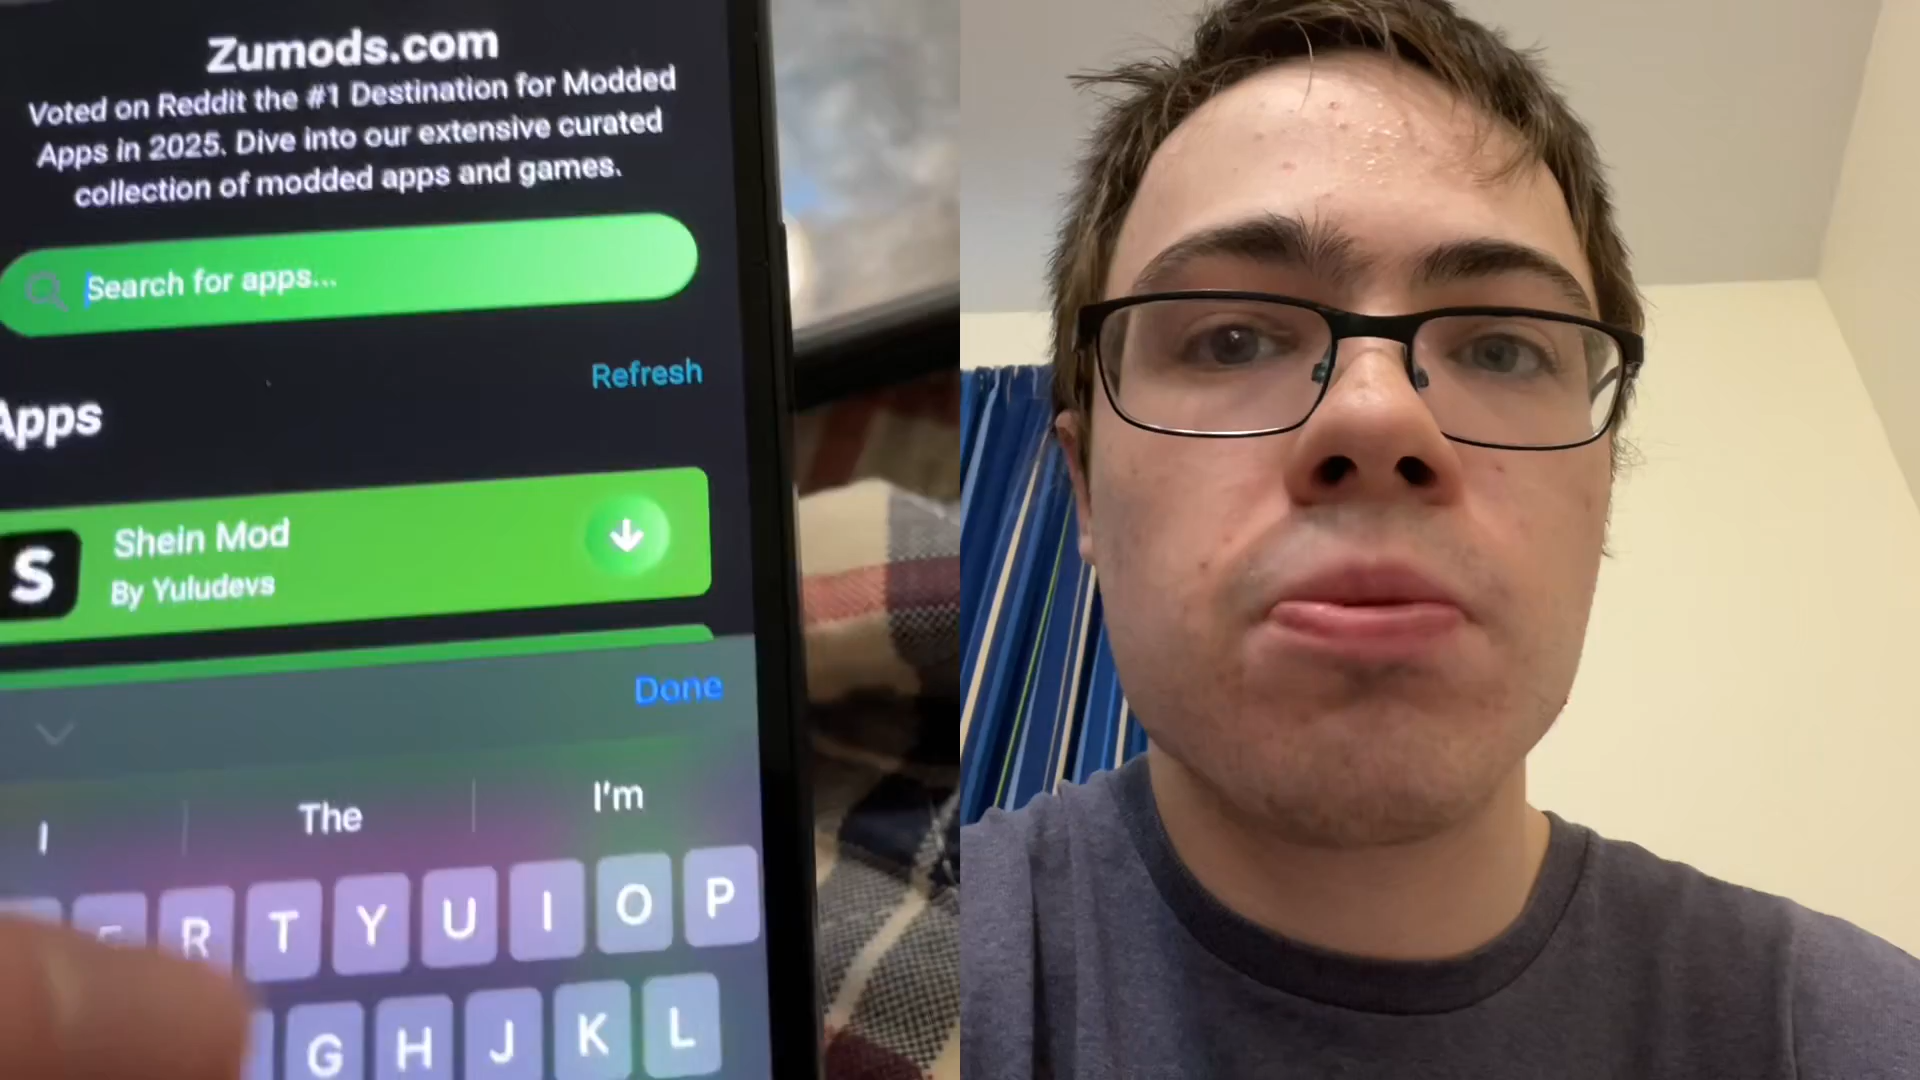 Zumods.com
Voted on Reddit the #1 Destination for Modded
Apps in 2025. Dive into our extensive curated
collection of modded apps and games.
Search for apps...
Refresh
Apps
S
Shein Mod
By Yuludevs
Done
I
The
I'm
R T Y U I O P
G H J K L